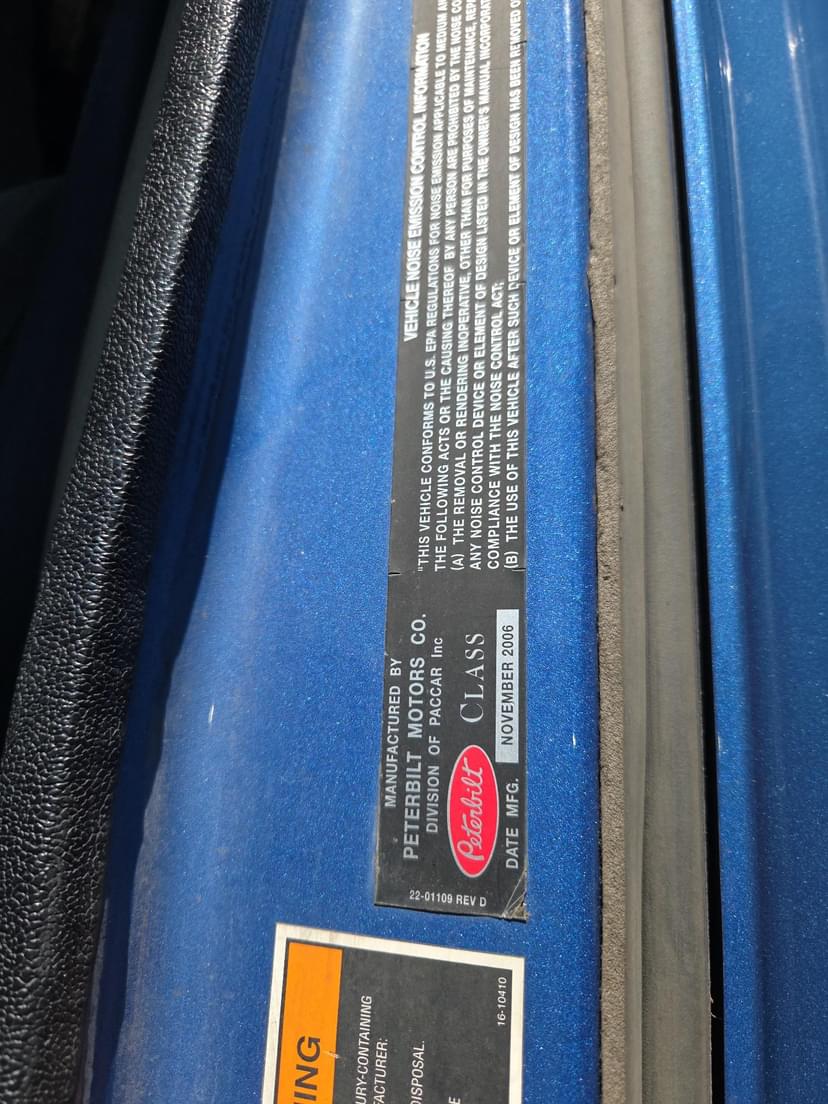 MANUFACTURED BY
PETERBILT MOTORS CO.
DIVISION OF PACCAR Inc
Peterbilt CLASS
DATE MFG. NOVEMBER 2006
22-01109 REV D
VEHICLE NOISE EMISSION CONTROL INFORMATION
"THIS VEHICLE CONFORMS TO U.S. EPA REGULATIONS FOR NOISE EMISSION APPLICABLE TO MEDIUM
THE FOLLOWING ACTS OR THE CAUSING THEREOF BY ANY PERSON ARE PROHIBITED BY THE NOISE
(A) THE REMOVAL OR RENDERING INOPERATIVE, OTHER THAN FOR PURPOSES OF MAINTENANCE,
ANY NOISE CONTROL DEVICE OR ELEMENT OF DESIGN LISTED IN THE OWNER'S MANUAL
COMPLIANCE WITH THE NOISE CONTROL ACT;
(B) THE USE OF THIS VEHICLE AFTER SUCH DEVICE OR ELEMENT OF DESIGN HAS BEEN REMOVED
ING
URY-CONTAINING
FACTURER:
DISPOSAL.
E
16-10410